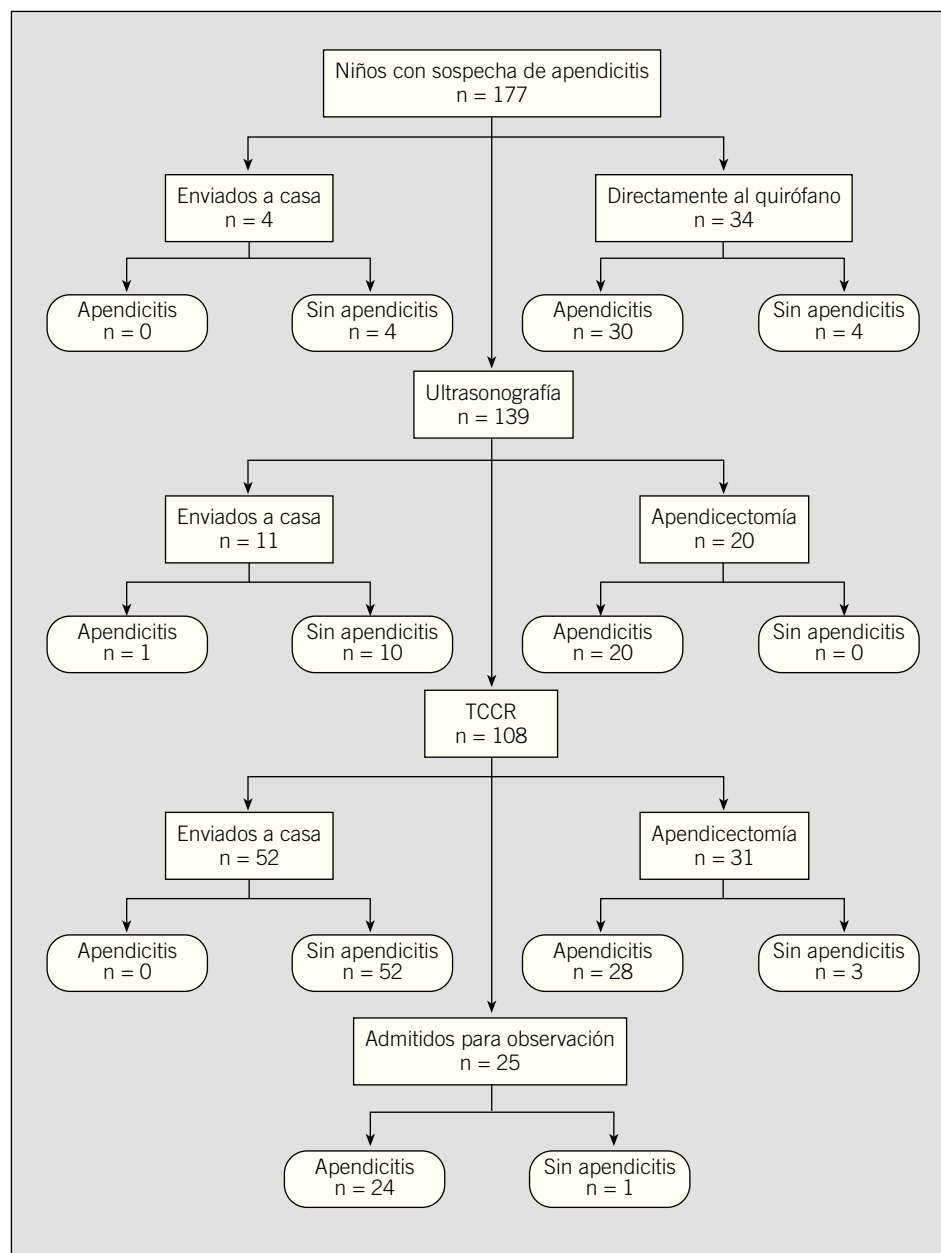 Niños con sospecha de apendicitis
n = 177
Enviados a casa
n = 4
Directamente al quirófano
n = 34
Apendicitis
n = 0
Sin apendicitis
n = 4
Apendicitis
n = 30
Sin apendicitis
n = 4
Ultrasonografía
n = 139
Enviados a casa
n = 11
Apendicectomía
n = 20
Apendicitis
n = 1
Sin apendicitis
n = 10
Apendicitis
n = 20
Sin apendicitis
n = 0
TCCR
n = 108
Enviados a casa
n = 52
Apendicectomía
n = 31
Apendicitis
n = 0
Sin apendicitis
n = 52
Apendicitis
n = 28
Sin apendicitis
n = 3
Admitidos para observación
n = 25
Apendicitis
n = 24
Sin apendicitis
n = 1